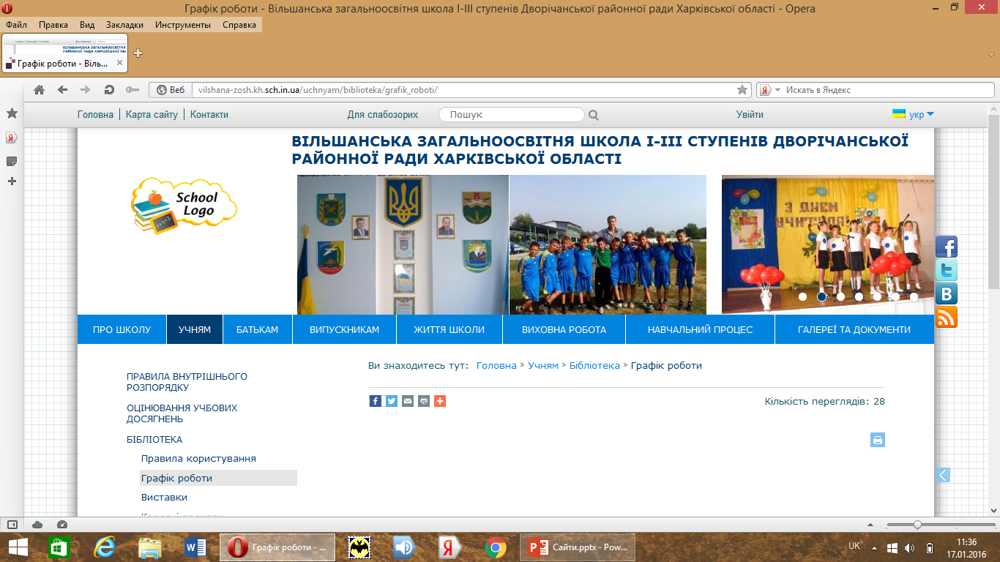 Графік роботи - Вільшанська загальноосвітня школа І-ІІІ ступенів Дворічанської районної ради Харківської області - Opera
Файл Правка Вид Закладки Инструменты Справка
Графік роботи - Віль...
Веб vilshana-zosh.kh.sch.in.ua/uchnyam/biblioteka/grafik_roboti/ Искать в Яндекс
Головна Карта сайту Контакти Для слабозорих Пошук Увійти укр
ВІЛЬШАНСЬКА ЗАГАЛЬНООСВІТНЯ ШКОЛА І-ІІІ СТУПЕНІВ ДВОРІЧАНСЬКОЇ
РАЙОННОЇ РАДИ ХАРКІВСЬКОЇ ОБЛАСТІ
School
Logo
З ДНЕМ
УЧИТЕЛЯ!
ПРО ШКОЛУ УЧНЯМ БАТЬКАМ ВИПУСКНИКАМ ЖИТТЯ ШКОЛИ ВИХОВНА РОБОТА НАВЧАЛЬНИЙ ПРОЦЕС ГАЛЕРЕЇ ТА ДОКУМЕНТИ
Ви знаходитесь тут: Головна » Учням » Бібліотека » Графік роботи
Кількість переглядів: 28
ПРАВИЛА ВНУТРІШНЬОГО
РОЗПОРЯДКУ
ОЦІНЮВАННЯ УЧБОВИХ
ДОСЯГНЕНЬ
БІБЛІОТЕКА
Правила користування
Графік роботи
Виставки
Графік роботи - ...
Сайти.pptx - Pow...
UK
11:36
17.01.2016